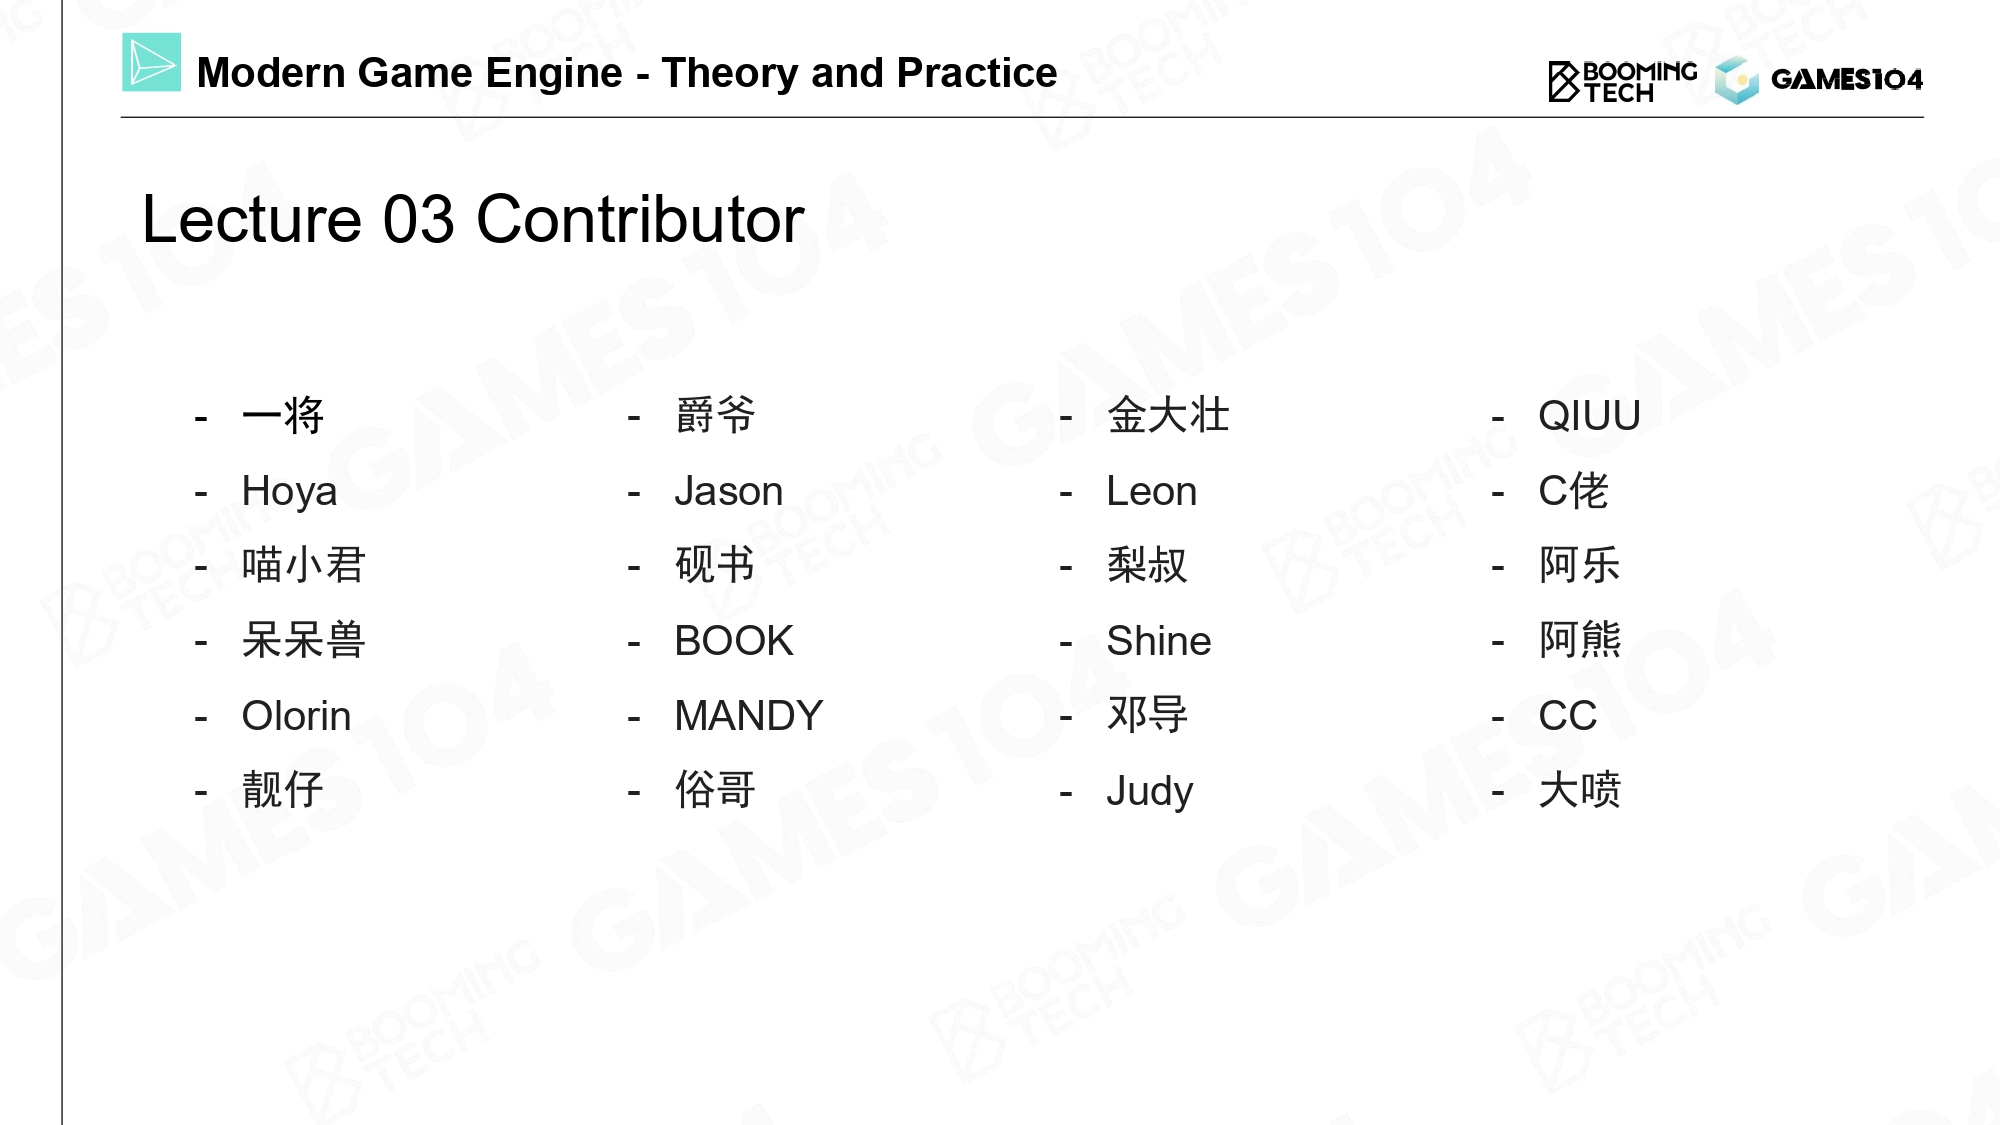 Modern Game Engine - Theory and Practice
BOOMING
TECH
GAMES104
Lecture 03 Contributor
- 一将
- Hoya
- 喵小君
- 呆呆兽
- Olorin
- 靓仔
- 爵爷
- Jason
- 砚书
- BOOK
- MANDY
- 俗哥
- 金大壮
- Leon
- 梨叔
- Shine
- 邓导
- Judy
- QIUU
- C佬
- 阿乐
- 阿熊
- CC
- 大喷